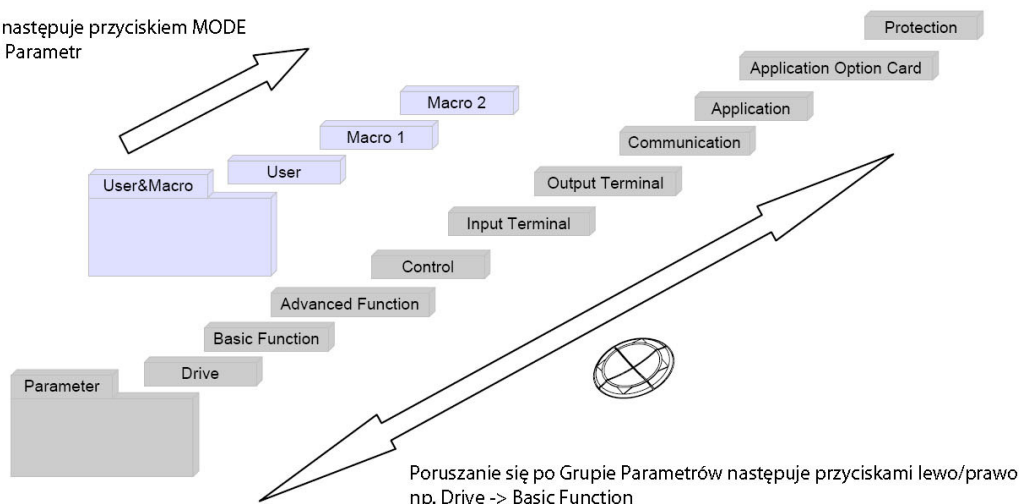 następuje przyciskiem MODE
Parametr
Protection
Application Option Card
Macro 2
Application
Macro 1
Communication
User
User&Macro
Output Terminal
Input Terminal
Control
Advanced Function
Basic Function
Drive
Parameter
Poruszanie się po Grupie Parametrów następuje przyciskami lewo/prawo
np. Drive -> Basic Function